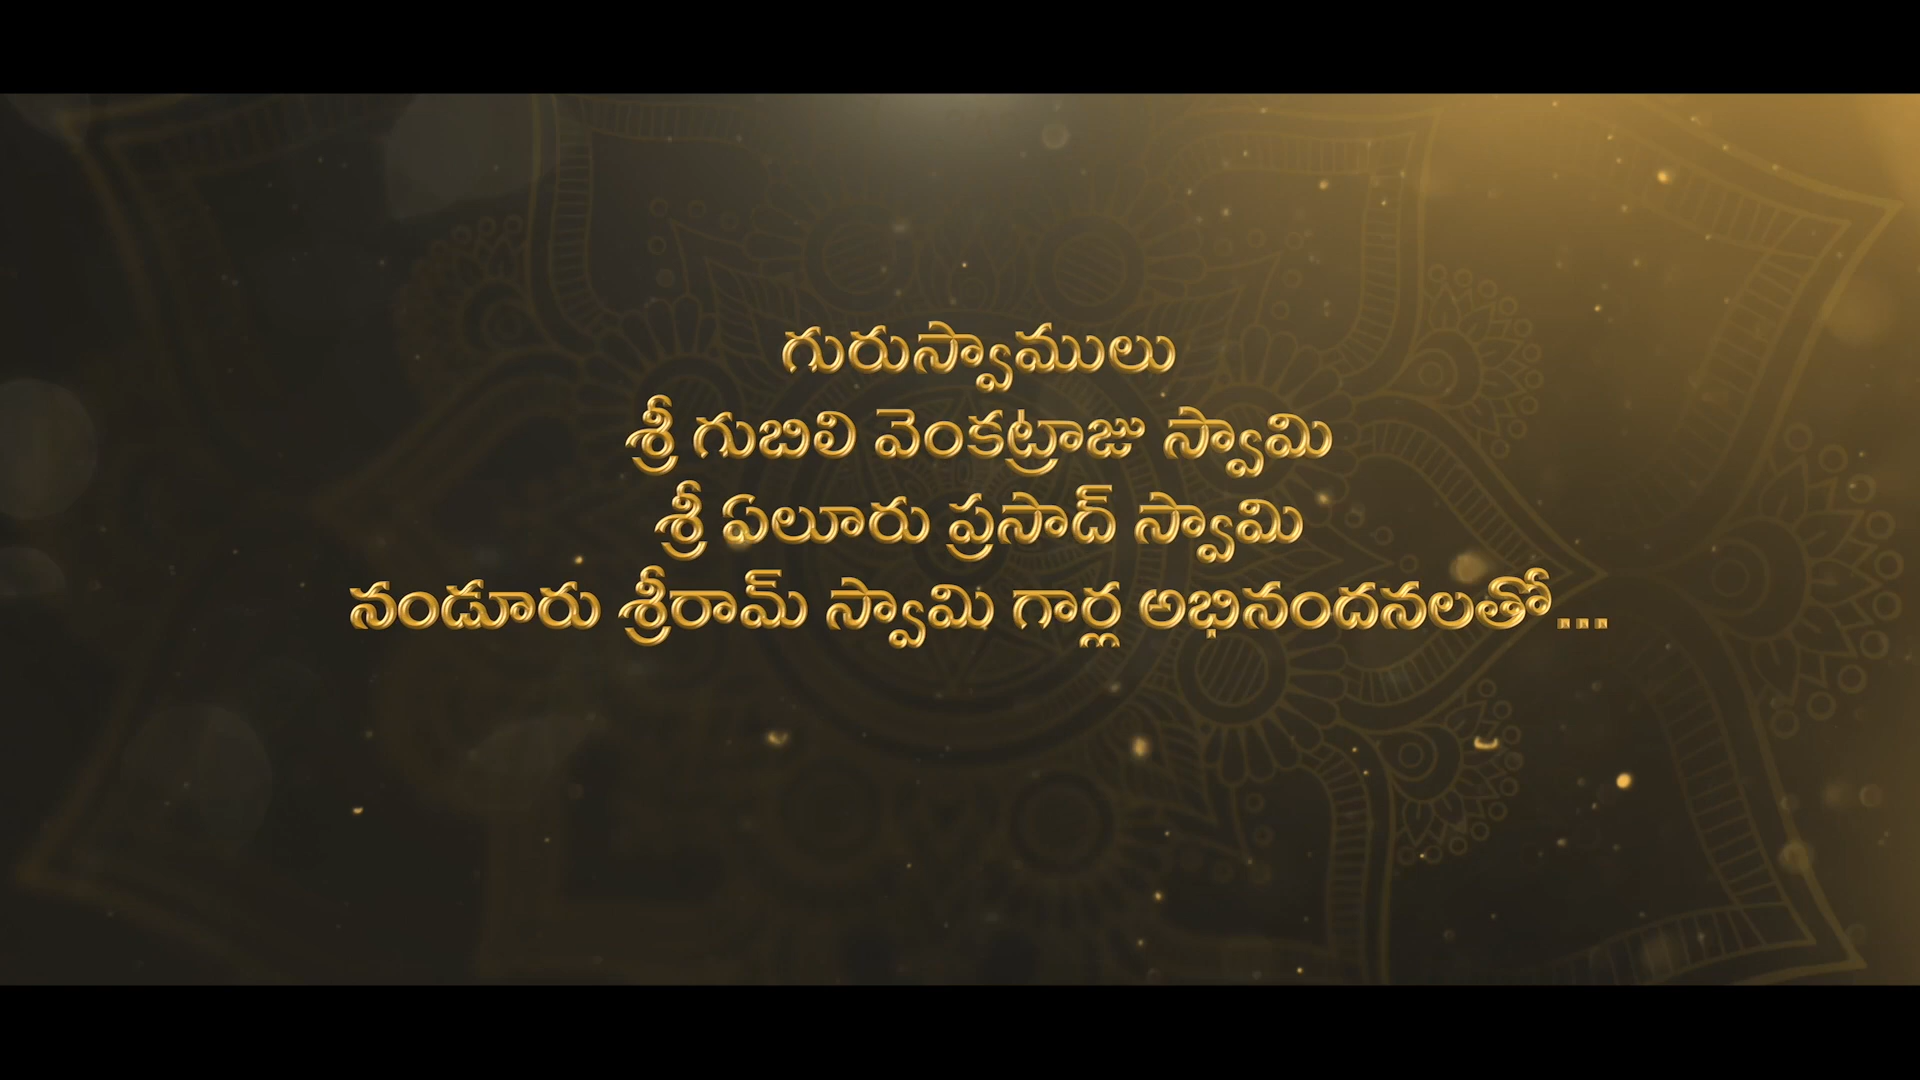 గురుస్వాములు
శ్రీ గుబిలి వెంకట్రాజు స్వామి
శ్రీ ఏలూరు ప్రసాద్ స్వామి
నండూరు శ్రీరామ్ స్వామి గార్ల అభినందనలతో...